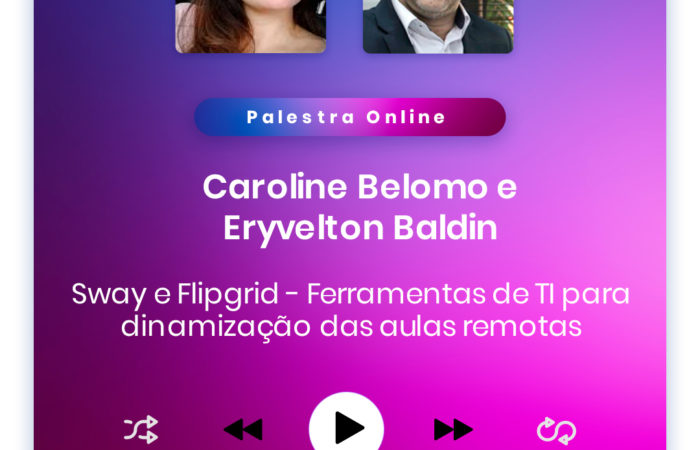 Palestra Online
Caroline Belomo e
Eryvelton Baldin
Sway e Flipgrid - Ferramentas de TI para
dinamização das aulas remotas